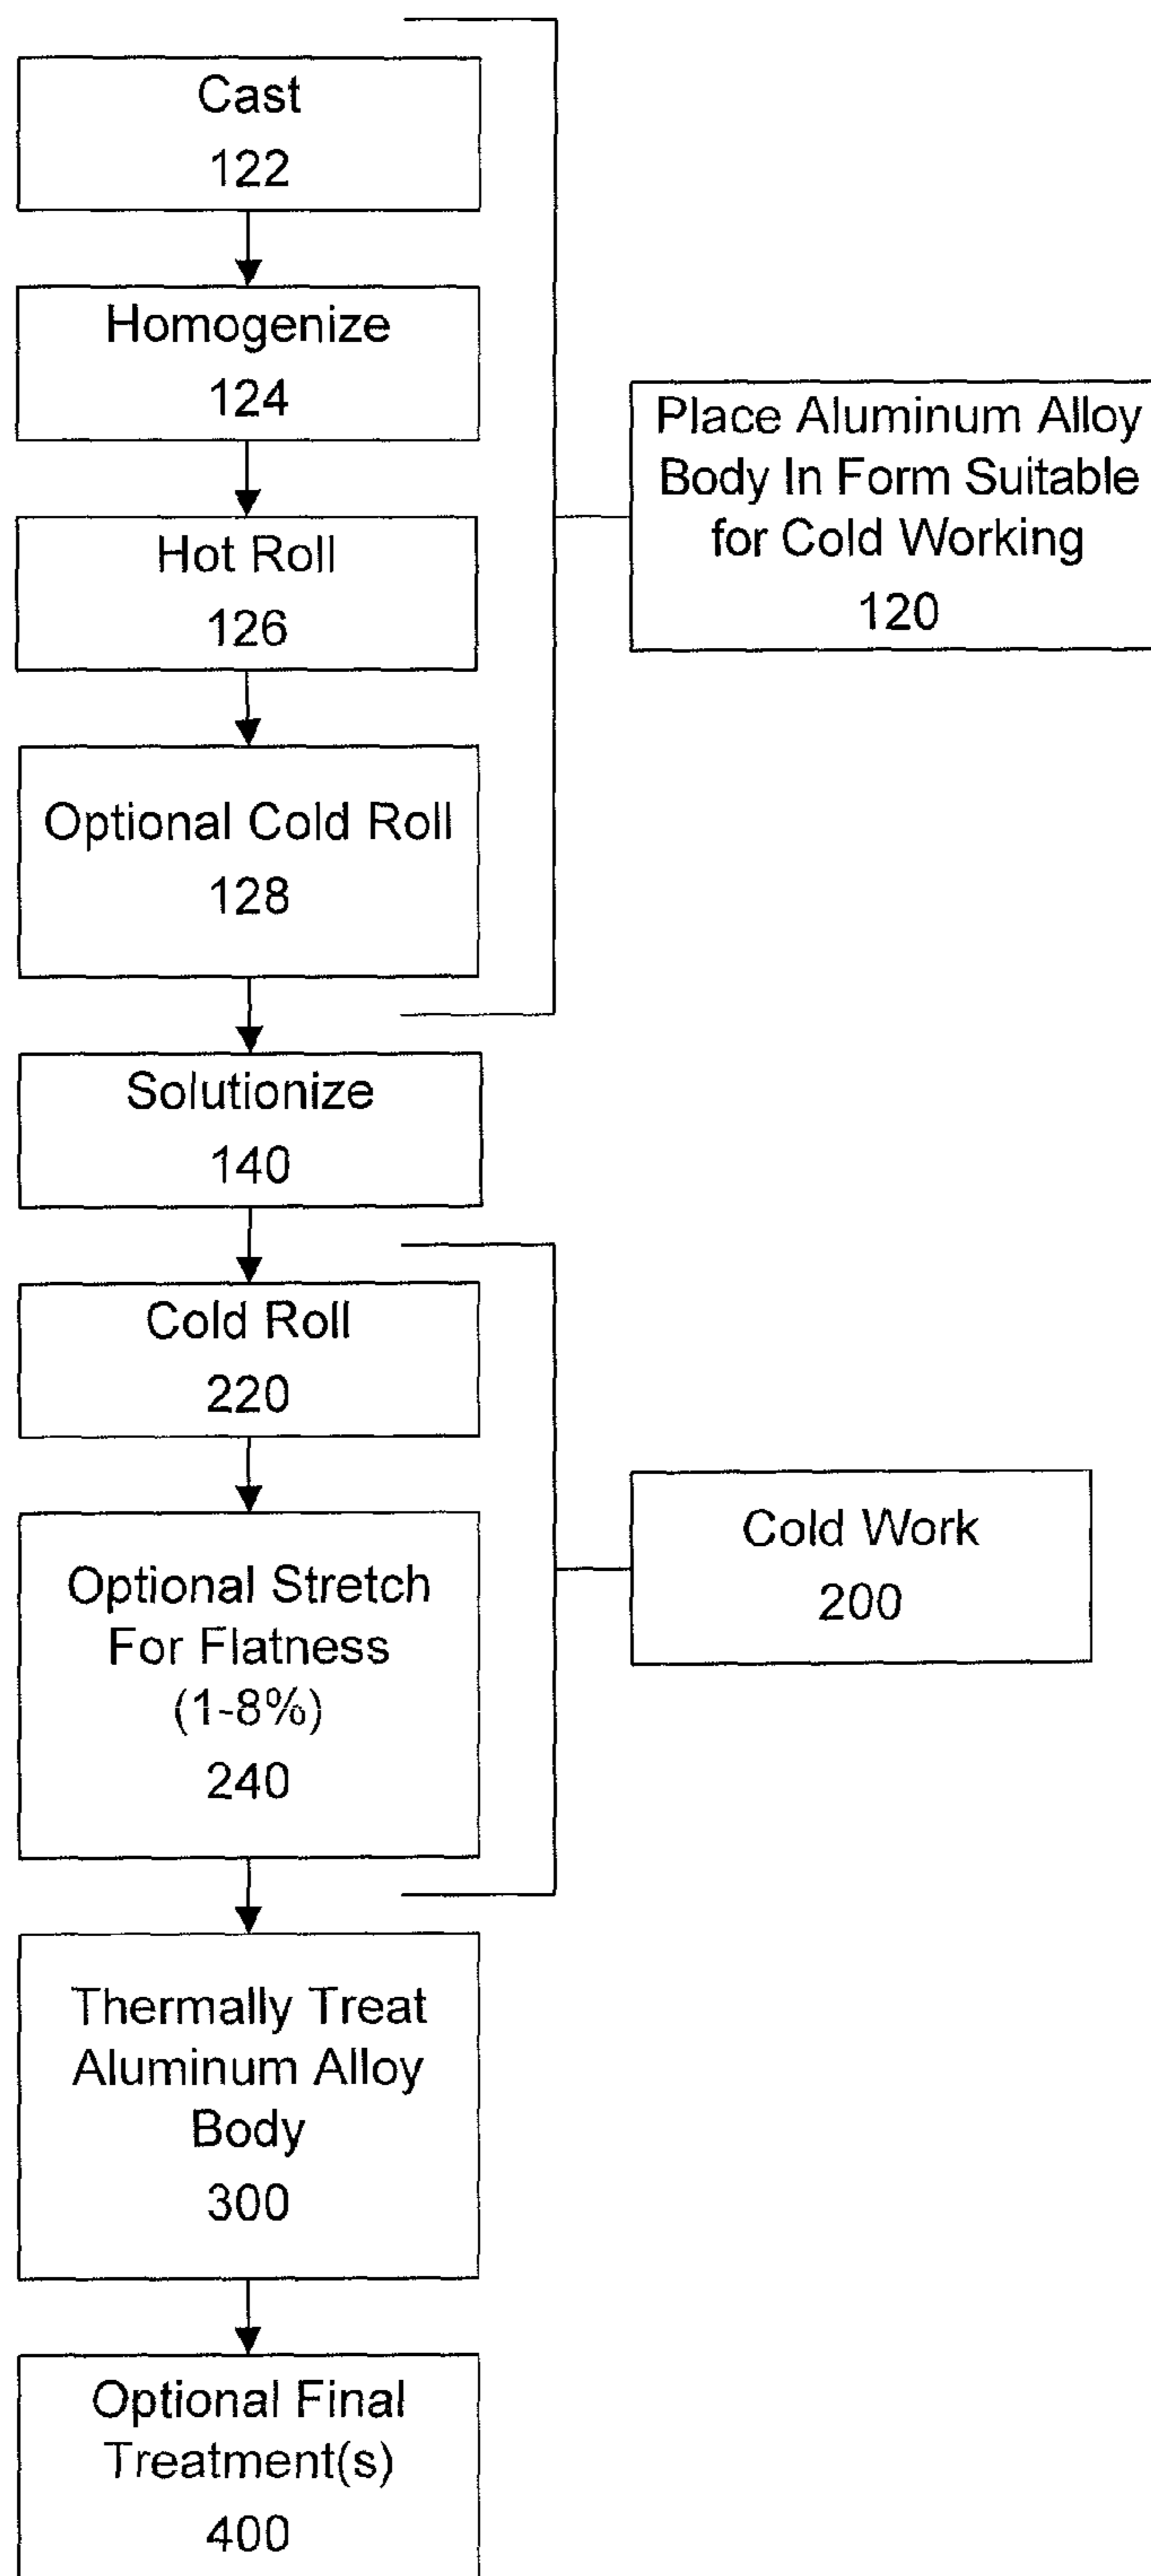 Cast
122
Homogenize
124
Hot Roll
126
Optional Cold Roll
128
Place Aluminum Alloy
Body In Form Suitable
for Cold Working
120
Solutionize
140
Cold Roll
220
Optional Stretch
For Flatness
(1-8%)
240
Cold Work
200
Thermally Treat
Aluminum Alloy
Body
300
Optional Final
Treatment(s)
400